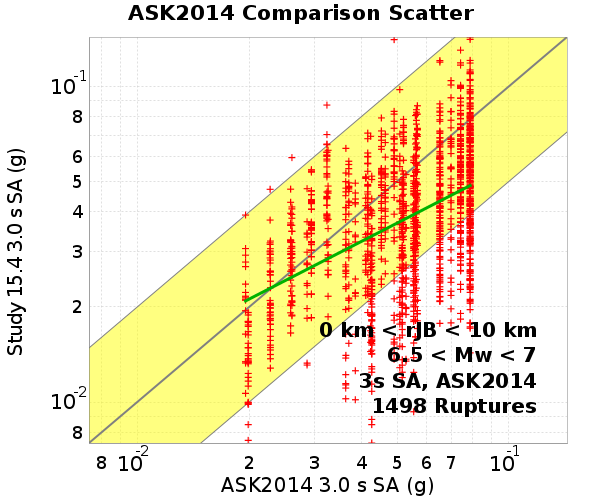 ASK2014 Comparison Scatter
Study 15.4 3.0 s SA (g)
10-1
8
6
5
4
3
2
10-2
8
0 km < rJB < 10 km
6.5 < Mw < 7
3s SA, ASK2014
1498 Ruptures
8 10-2 2 3 4 5 6 7 10-1
ASK2014 3.0 s SA (g)